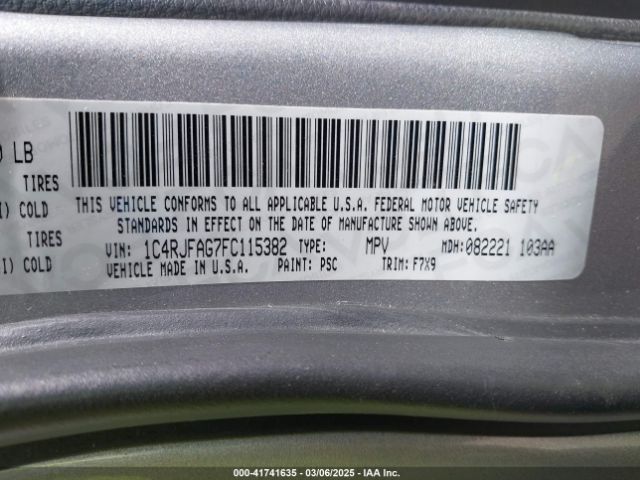 ) LB
TIRES
I) COLD
TIRES
I) COLD
THIS VEHICLE CONFORMS TO ALL APPLICABLE U.S.A. FEDERAL MOTOR VEHICLE SAFETY
STANDARDS IN EFFECT ON THE DATE OF MANUFACTURE SHOWN ABOVE.
VIN: 1C4RJFAG7FC115382 TYPE: MPV MDH:082221 103AA
VEHICLE MADE IN U.S.A. PAINT: PSC TRIM: F7X9
000-41741635 - 03/06/2025 - IAA Inc.